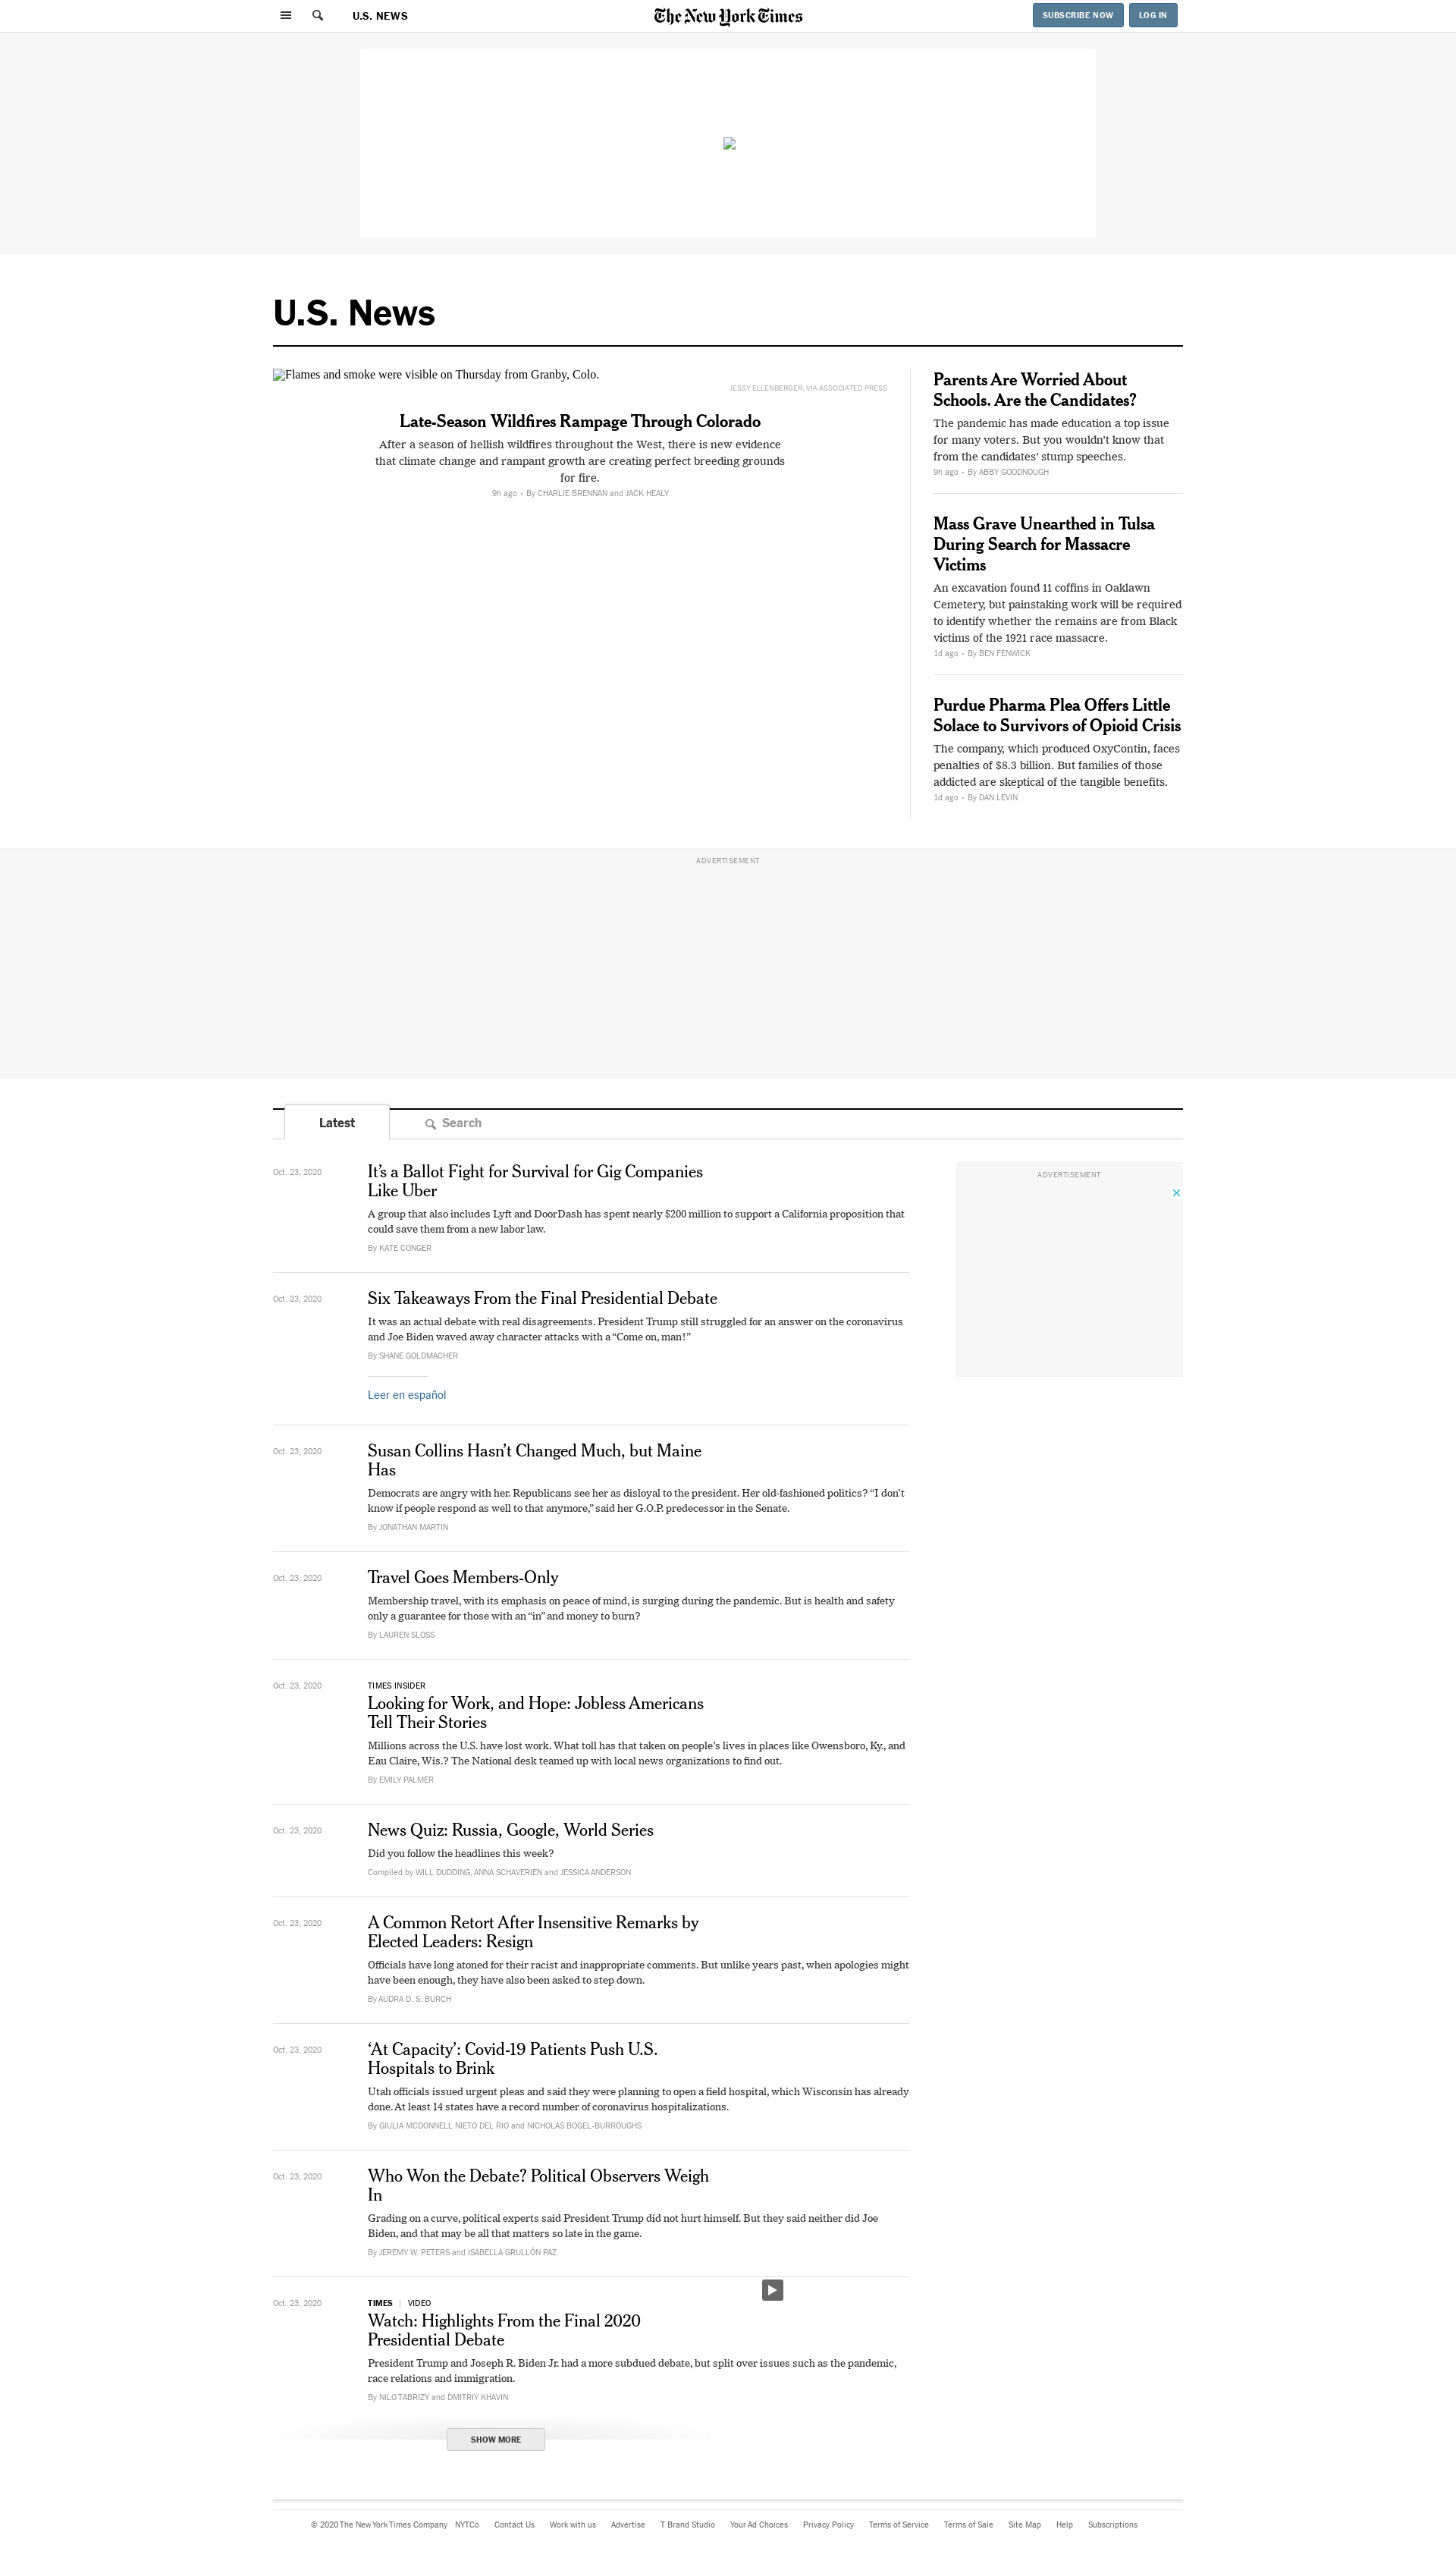 U.S. NEWS
The New York Times
SUBSCRIBE NOW
LOG IN
U.S. News
Flames and smoke were visible on Thursday from Granby, Colo.
JESSY ELLENBERGER, VIA ASSOCIATED PRESS
Late-Season Wildfires Rampage Through Colorado
After a season of hellish wildfires throughout the West, there is new evidence
that climate change and rampant growth are creating perfect breeding grounds
for fire.
9h ago • By CHARLIE BRENNAN and JACK HEALY
Parents Are Worried About
Schools. Are the Candidates?
The pandemic has made education a top issue
for many voters. But you wouldn’t know that
from the candidates’ stump speeches.
9h ago • By ABBY GOODNOUGH
Mass Grave Unearthed in Tulsa
During Search for Massacre
Victims
An excavation found 11 coffins in Oaklawn
Cemetery, but painstaking work will be required
to identify whether the remains are from Black
victims of the 1921 race massacre.
1d ago • By BEN FENWICK
Purdue Pharma Plea Offers Little
Solace to Survivors of Opioid Crisis
The company, which produced OxyContin, faces
penalties of $8.3 billion. But families of those
addicted are skeptical of the tangible benefits.
1d ago • By DAN LEVIN
ADVERTISEMENT
Latest
Search
Oct. 23, 2020
It’s a Ballot Fight for Survival for Gig Companies
Like Uber
A group that also includes Lyft and DoorDash has spent nearly $200 million to support a California proposition that
could save them from a new labor law.
By KATE CONGER
ADVERTISEMENT
Oct. 23, 2020
Six Takeaways From the Final Presidential Debate
It was an actual debate with real disagreements. President Trump still struggled for an answer on the coronavirus
and Joe Biden waved away character attacks with a “Come on, man!”
By SHANE GOLDMACHER
Leer en español
Oct. 23, 2020
Susan Collins Hasn’t Changed Much, but Maine
Has
Democrats are angry with her. Republicans see her as disloyal to the president. Her old-fashioned politics? “I don’t
know if people respond as well to that anymore,” said her G.O.P. predecessor in the Senate.
By JONATHAN MARTIN
Oct. 23, 2020
Travel Goes Members-Only
Membership travel, with its emphasis on peace of mind, is surging during the pandemic. But is health and safety
only a guarantee for those with an “in” and money to burn?
By LAUREN SLOSS
Oct. 23, 2020
TIMES INSIDER
Looking for Work, and Hope: Jobless Americans
Tell Their Stories
Millions across the U.S. have lost work. What toll has that taken on people’s lives in places like Owensboro, Ky., and
Eau Claire, Wis.? The National desk teamed up with local news organizations to find out.
By EMILY PALMER
Oct. 23, 2020
News Quiz: Russia, Google, World Series
Did you follow the headlines this week?
Compiled by WILL DUDDING, ANNA SCHAVERIEN and JESSICA ANDERSON
Oct. 23, 2020
A Common Retort After Insensitive Remarks by
Elected Leaders: Resign
Officials have long atoned for their racist and inappropriate comments. But unlike years past, when apologies might
have been enough, they have also been asked to step down.
By AUDRA D. S. BURCH
Oct. 23, 2020
‘At Capacity’: Covid-19 Patients Push U.S.
Hospitals to Brink
Utah officials issued urgent pleas and said they were planning to open a field hospital, which Wisconsin has already
done. At least 14 states have a record number of coronavirus hospitalizations.
By GIULIA MCDONNELL NIETO DEL RIO and NICHOLAS BOGEL-BURROUGHS
Oct. 23, 2020
Who Won the Debate? Political Observers Weigh
In
Grading on a curve, political experts said President Trump did not hurt himself. But they said neither did Joe
Biden, and that may be all that matters so late in the game.
By JEREMY W. PETERS and ISABELLA GRULLÓN PAZ
Oct. 23, 2020
TIMES | VIDEO
Watch: Highlights From the Final 2020
Presidential Debate
President Trump and Joseph R. Biden Jr. had a more subdued debate, but split over issues such as the pandemic,
race relations and immigration.
By NILO TABRIZY and DMITRIY KHAVIN
SHOW MORE
© 2020 The New York Times Company NYTCo Contact Us Work with us Advertise T Brand Studio Your Ad Choices Privacy Policy Terms of Service Terms of Sale Site Map Help Subscriptions